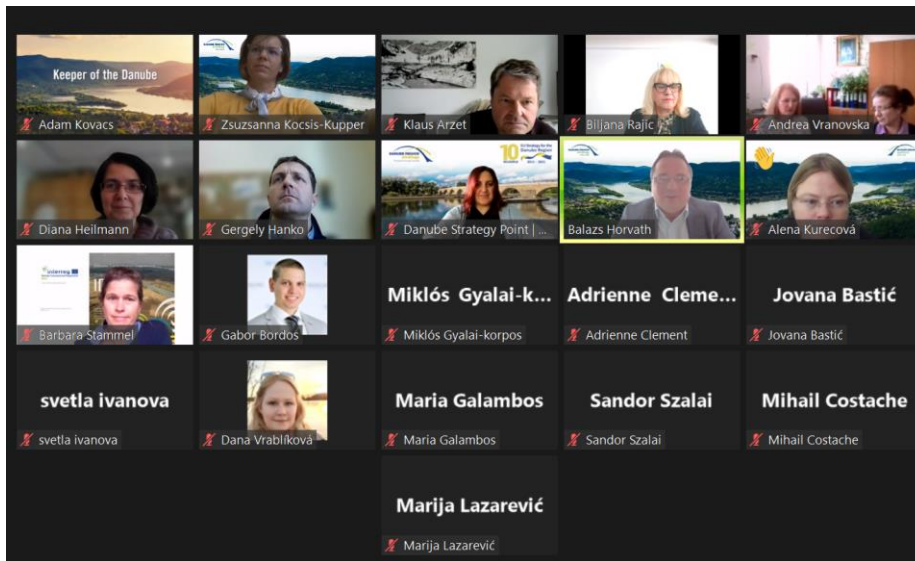 Keeper of the Danube
Adam Kovacs
Zsuzsanna Kocsis-Kupper
Klaus Arzet
Biljana Rajic
Andrea Vranovska
Diana Heilmann
Gergely Hanko
10
Danube Strategy Point | ...
Balazs Horvath
Alena Kurecová
Interreg
Barbara Stammel
Gabor Bordos
Miklós Gyalai-k...
Miklós Gyalai-korpos
Adrienne Cleme...
Adrienne Clement
Jovana Bastić
Jovana Bastić
svetla ivanova
svetla ivanova
Dana Vrablíková
Maria Galambos
Maria Galambos
Sandor Szalai
Sandor Szalai
Mihail Costache
Mihail Costache
Marija Lazarević
Marija Lazarević